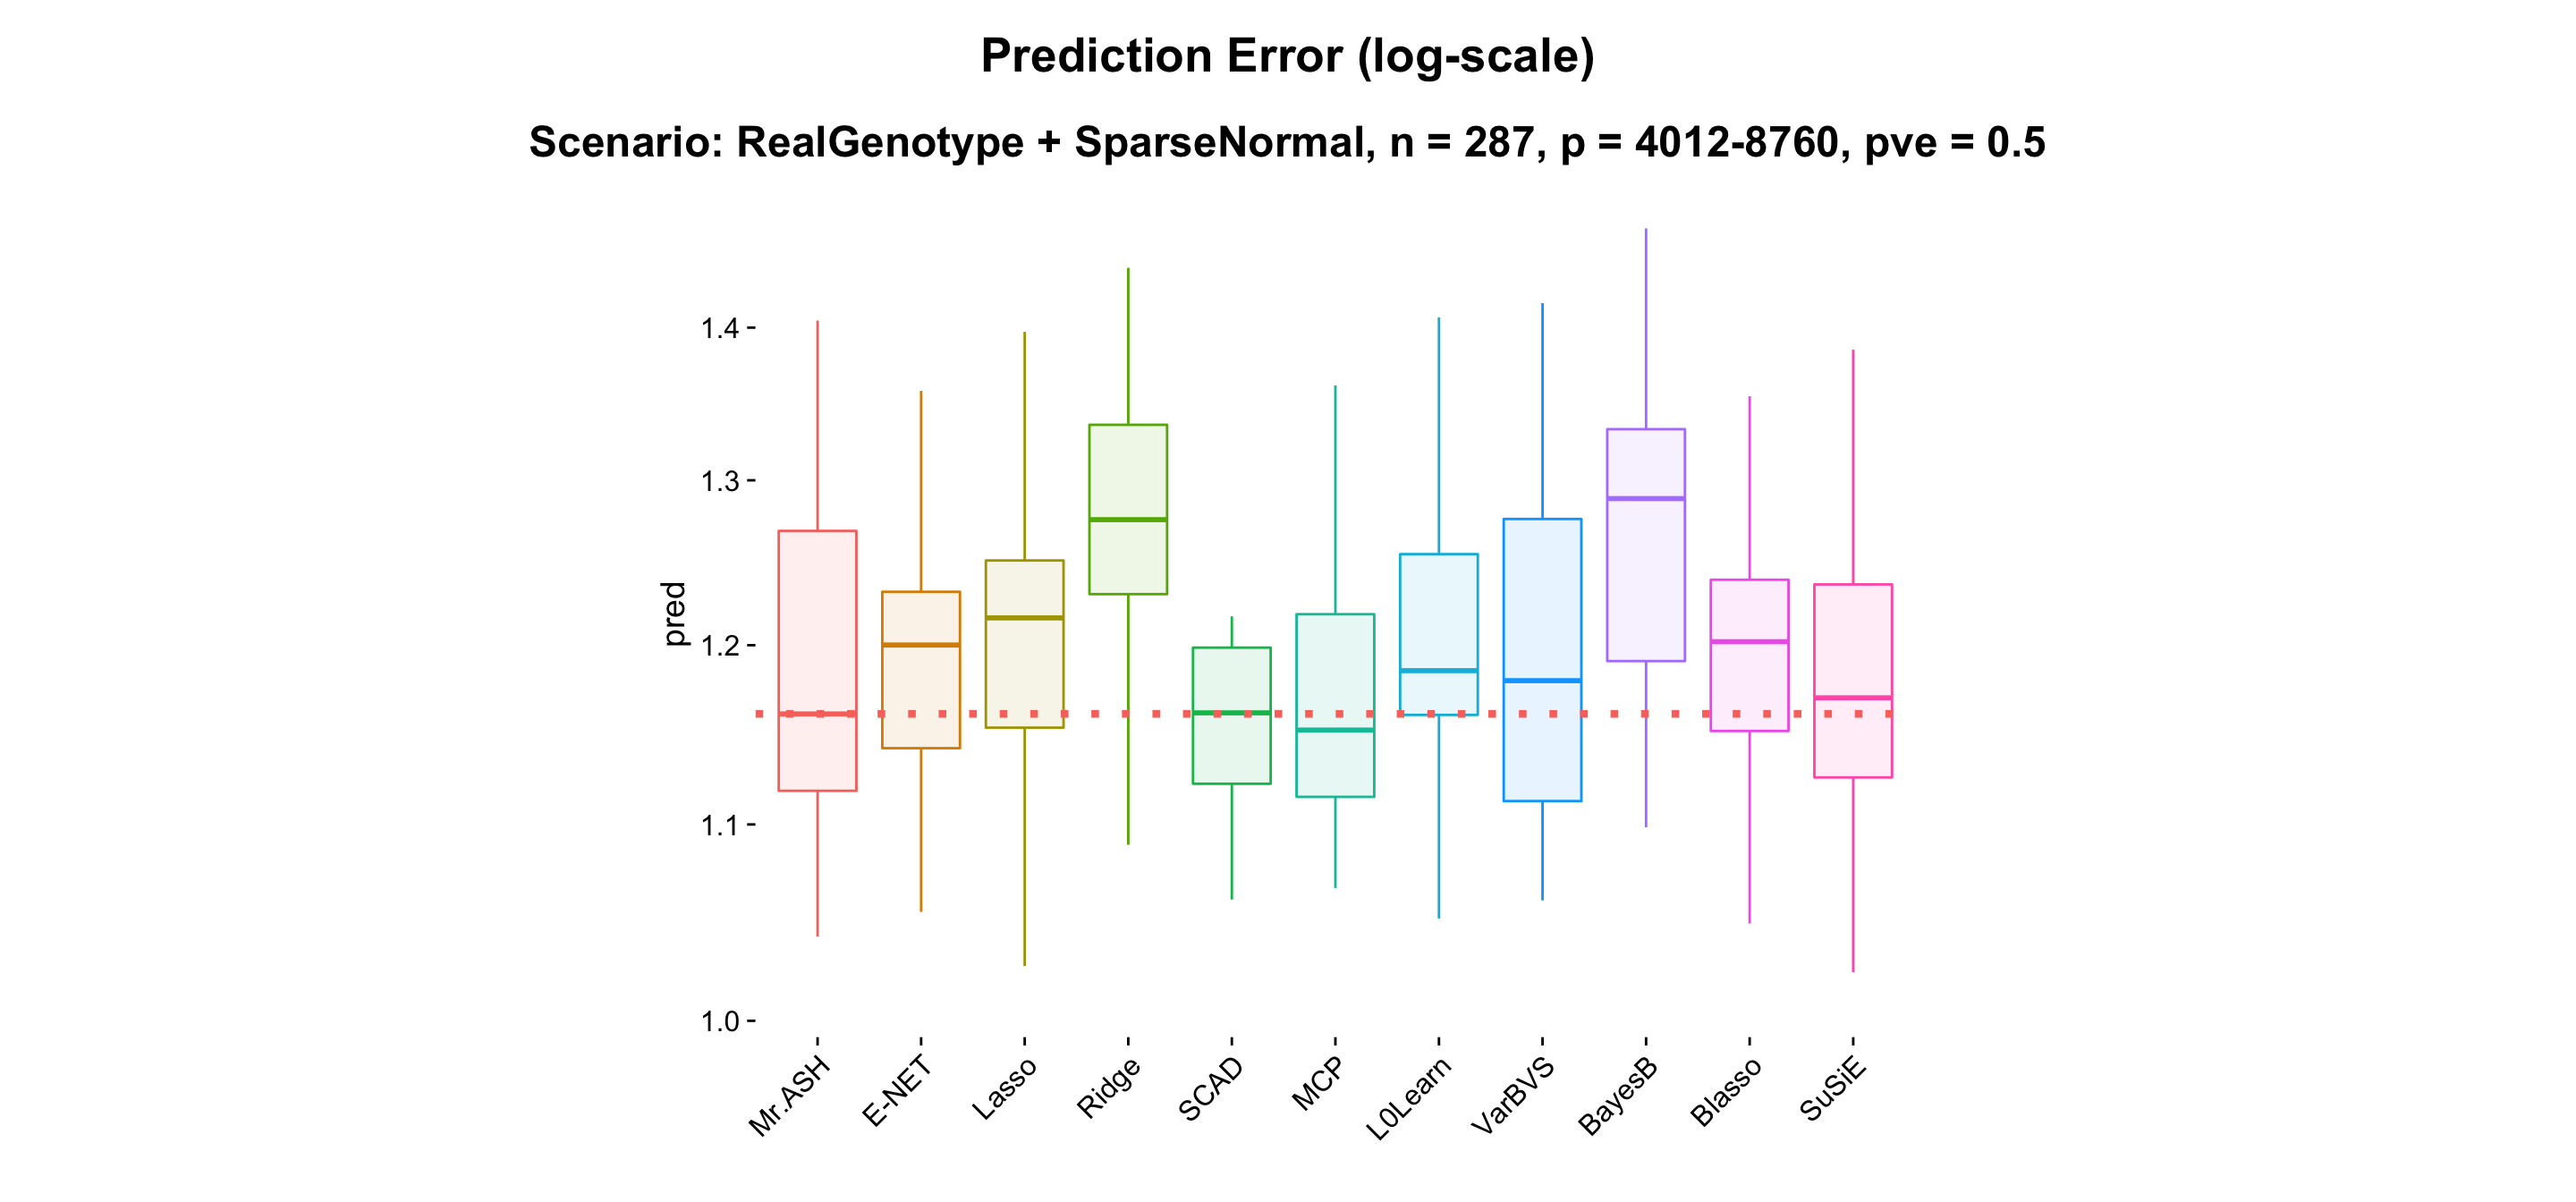 Prediction Error (log-scale)
Scenario: RealGenotype + SparseNormal, n = 287, p = 4012-8760, pve = 0.5
1.4
1.3
1.2
1.1
1.0
pred
Mr.ASH
E-NET
Lasso
Ridge
SCAD
MCP
L0Learn
VarBVS
BayesB
Blasso
SuSiE